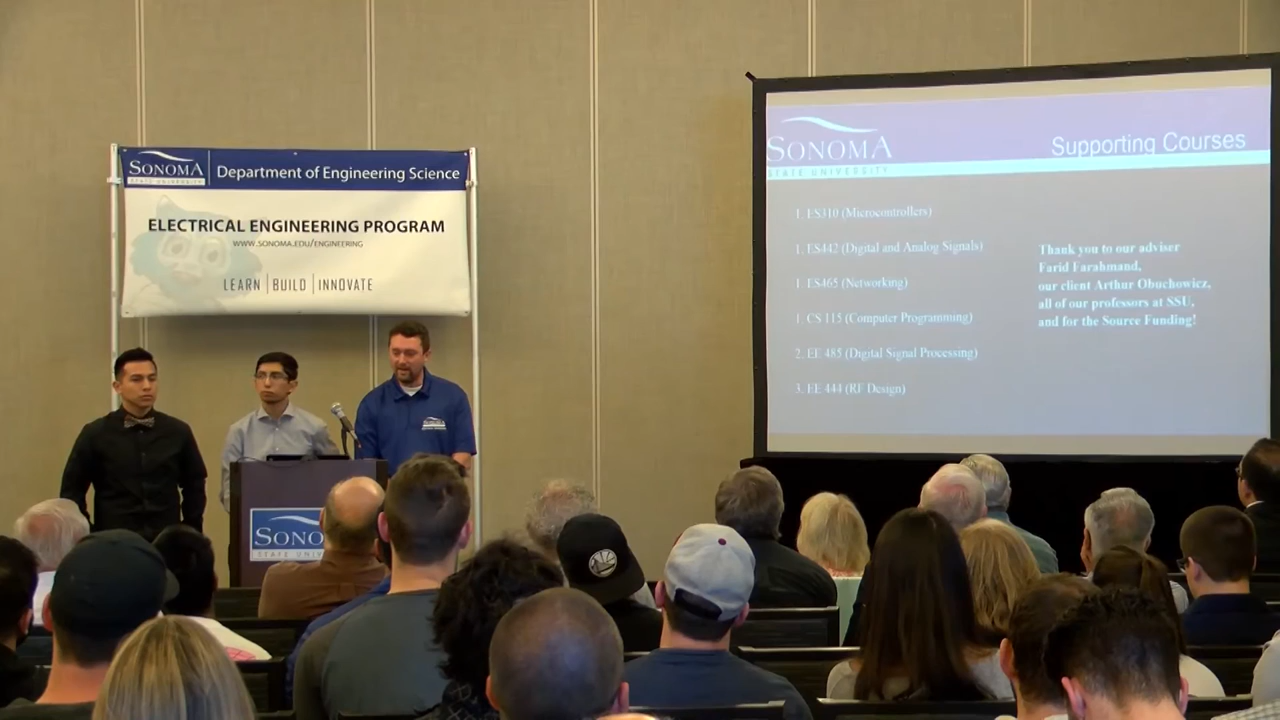 SONOMA
STATE UNIVERSITY
Department of Engineering Science
ELECTRICAL ENGINEERING PROGRAM
WWW.SONOMA.EDU/ENGINEERING
LEARN | BUILD | INNOVATE
SONOMA
STATE UNIVERSITY
Supporting Courses
1. ES310 (Microcontrollers)
1. ES442 (Digital and Analog Signals)
1. ES465 (Networking)
1. CS 115 (Computer Programming)
2. EE 485 (Digital Signal Processing)
3. EE 444 (RF Design)
Thank you to our adviser
Farid Farahmand,
our client Arthur Obuchowicz,
all of our professors at SSU,
and for the Source Funding!
SONOMA
SONO
STATE UNIVERSITY